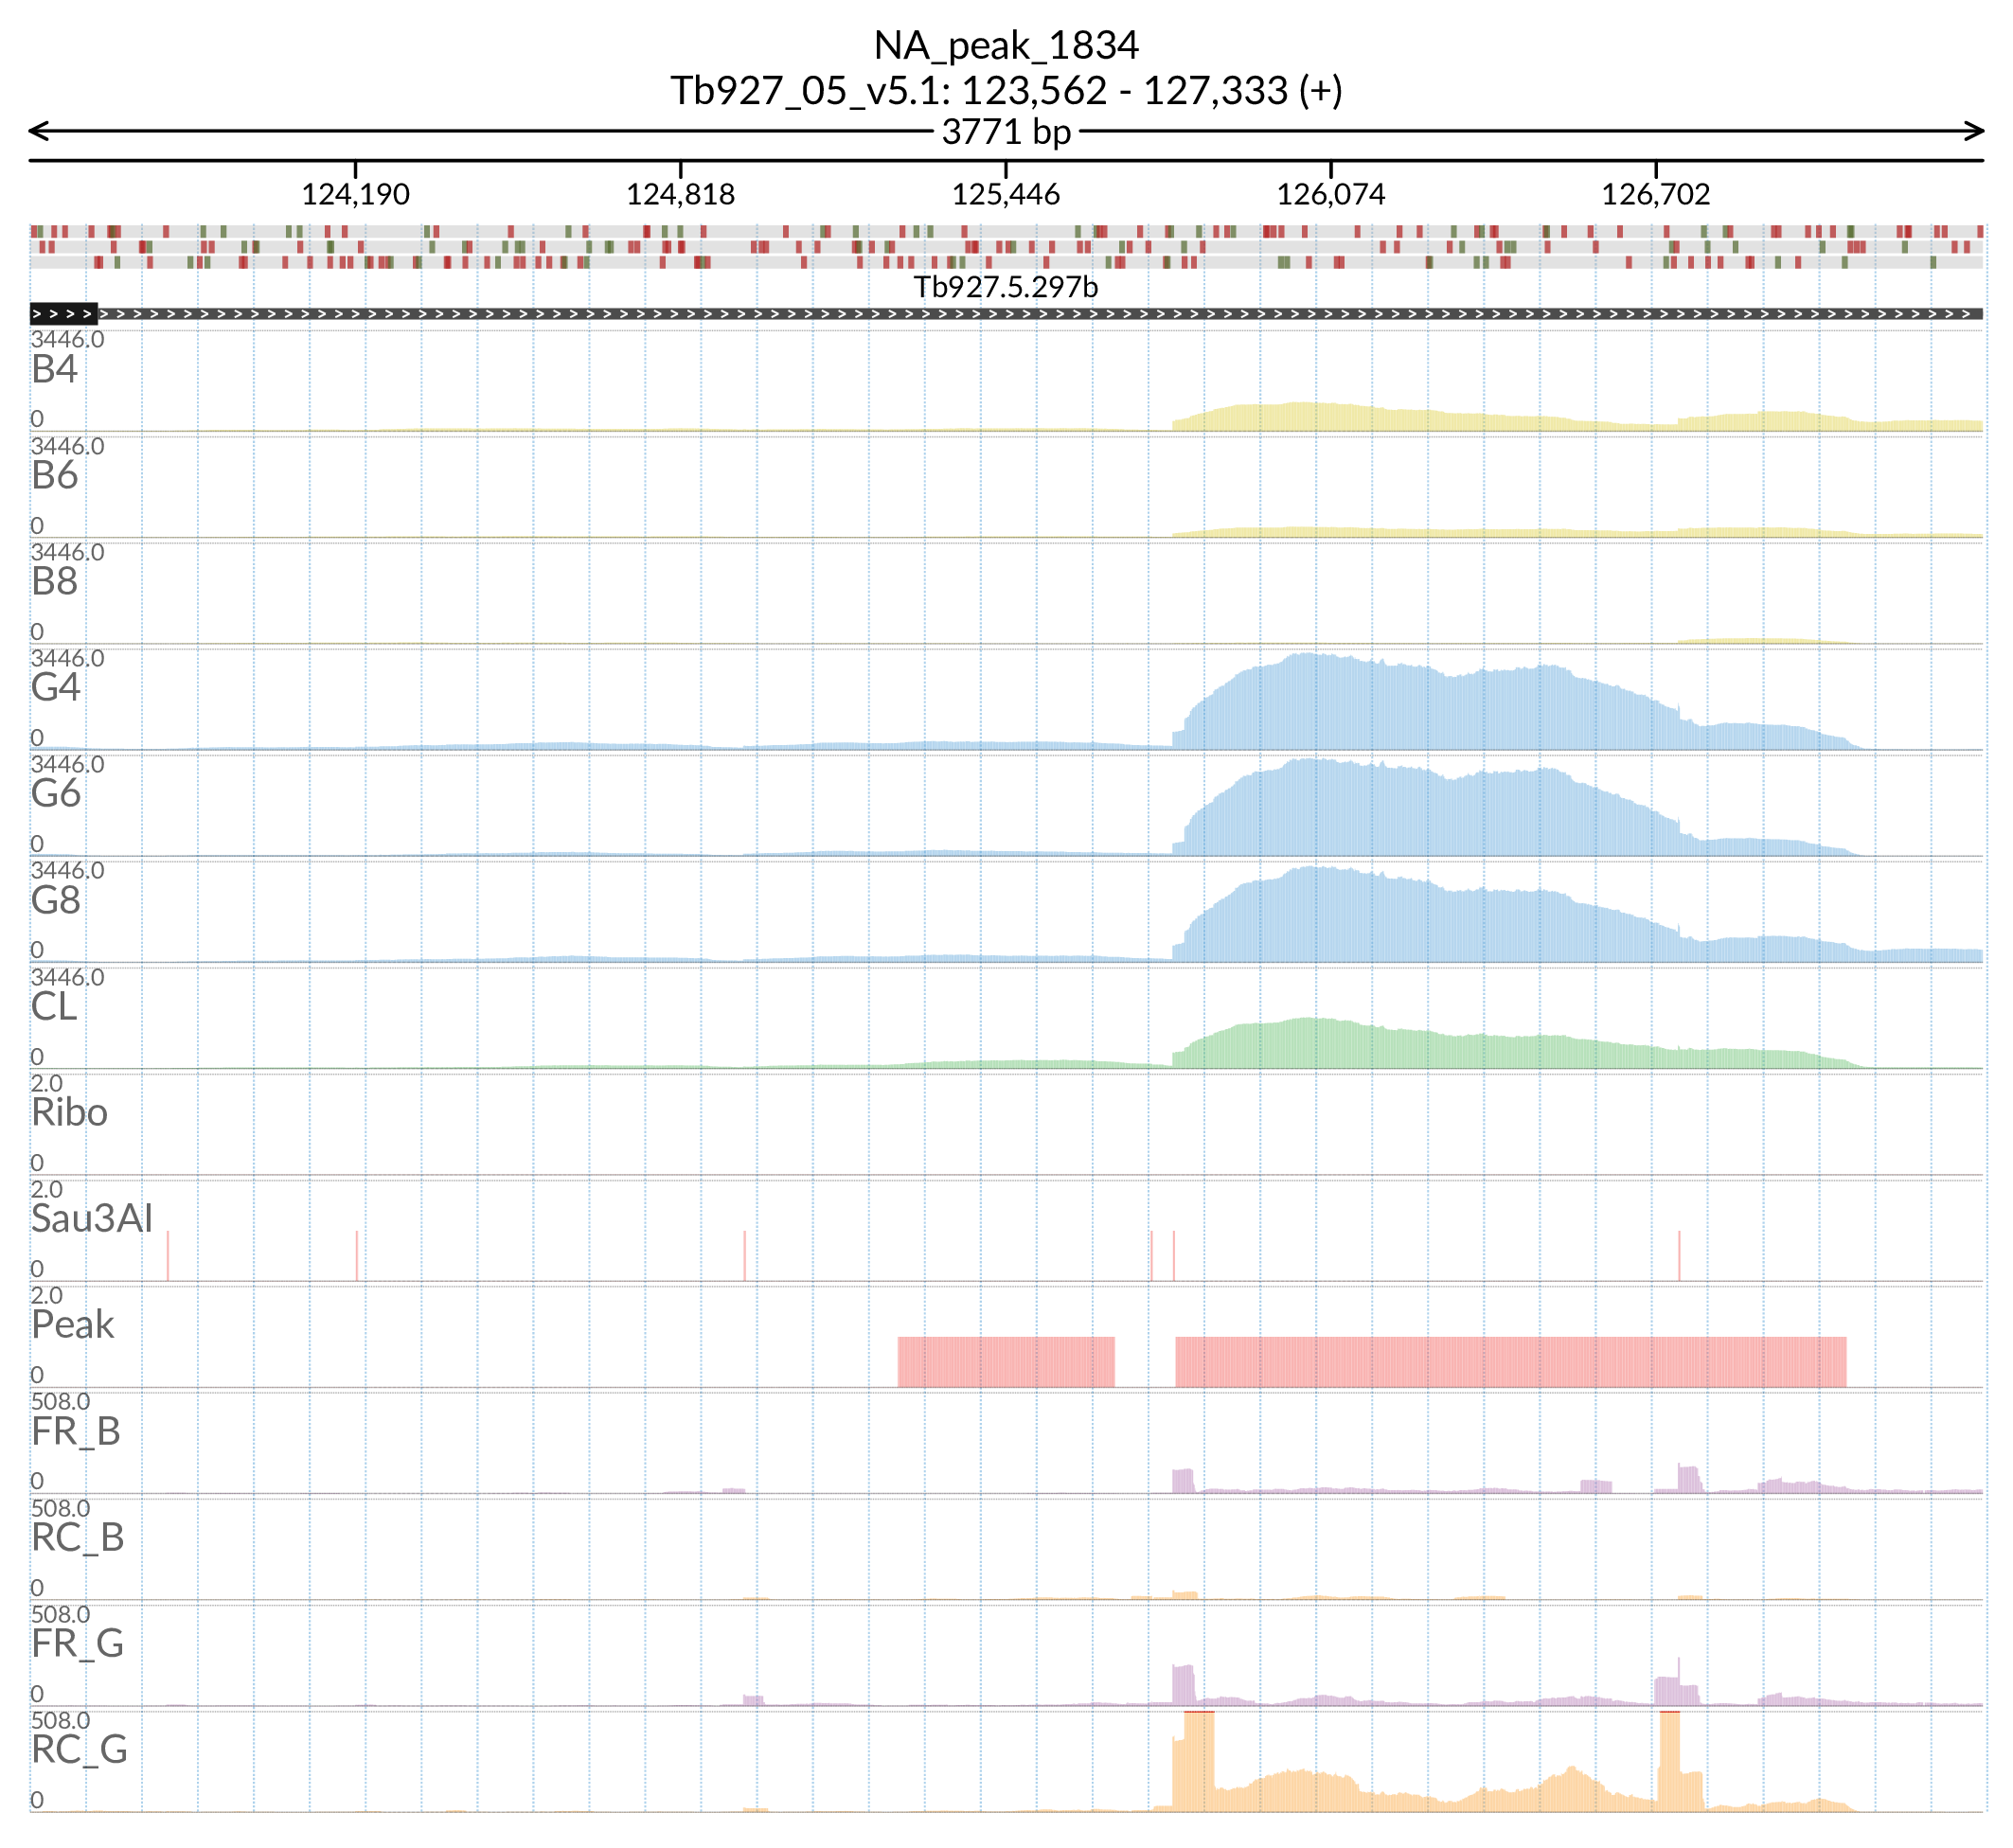 NA_peak_1834
Tb927_05_v5.1: 123,562 - 127,333 (+)
3771 bp
124,190 124,818 125,446 126,074 126,702
Tb927.5.297b
3446.0
B4
0
3446.0
B6
0
3446.0
B8
0
3446.0
G4
0
3446.0
G6
0
3446.0
G8
0
3446.0
CL
0
2.0
Ribo
0
2.0
Sau3AI
0
2.0
Peak
0
508.0
FR_B
0
508.0
RC_B
0
508.0
FR_G
0
508.0
RC_G
0